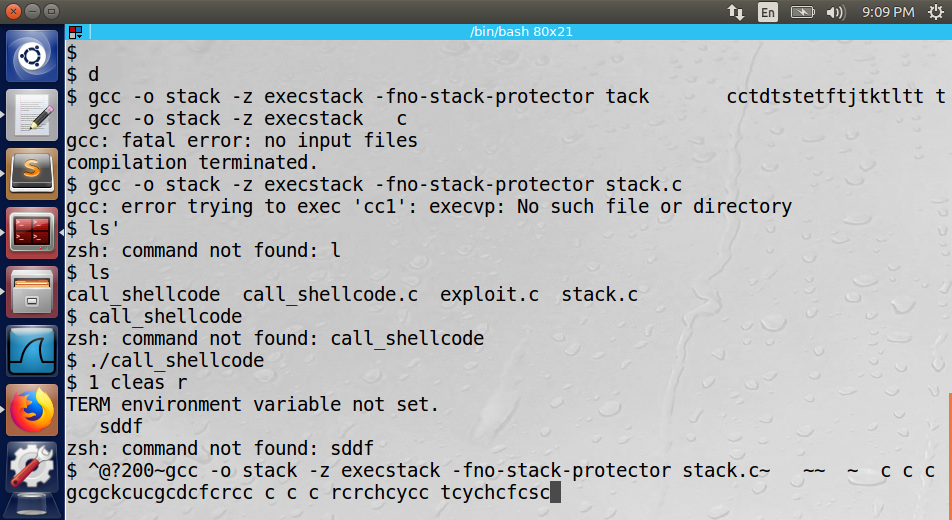 En
9:09 PM
/bin/bash 80x21
$
$ d
$ gcc -o stack -z execstack -fno-stack-protector tack       cctdtstetftjtktltt t
  gcc -o stack -z execstack   c
gcc: fatal error: no input files
compilation terminated.
$ gcc -o stack -z execstack -fno-stack-protector stack.c
gcc: error trying to exec 'cc1': execvp: No such file or directory
$ ls'
zsh: command not found: l
$ ls
call_shellcode  call_shellcode.c  exploit.c  stack.c
$ call_shellcode
zsh: command not found: call_shellcode
$ ./call_shellcode
$ 1 cleas r
TERM environment variable not set.
   sddf
zsh: command not found: sddf
$ ^@?200~gcc -o stack -z execstack -fno-stack-protector stack.c~   ~~  ~  c c c
gcgckcucgcdcfcrcc c c c rcrchcycc tcychcfcsc